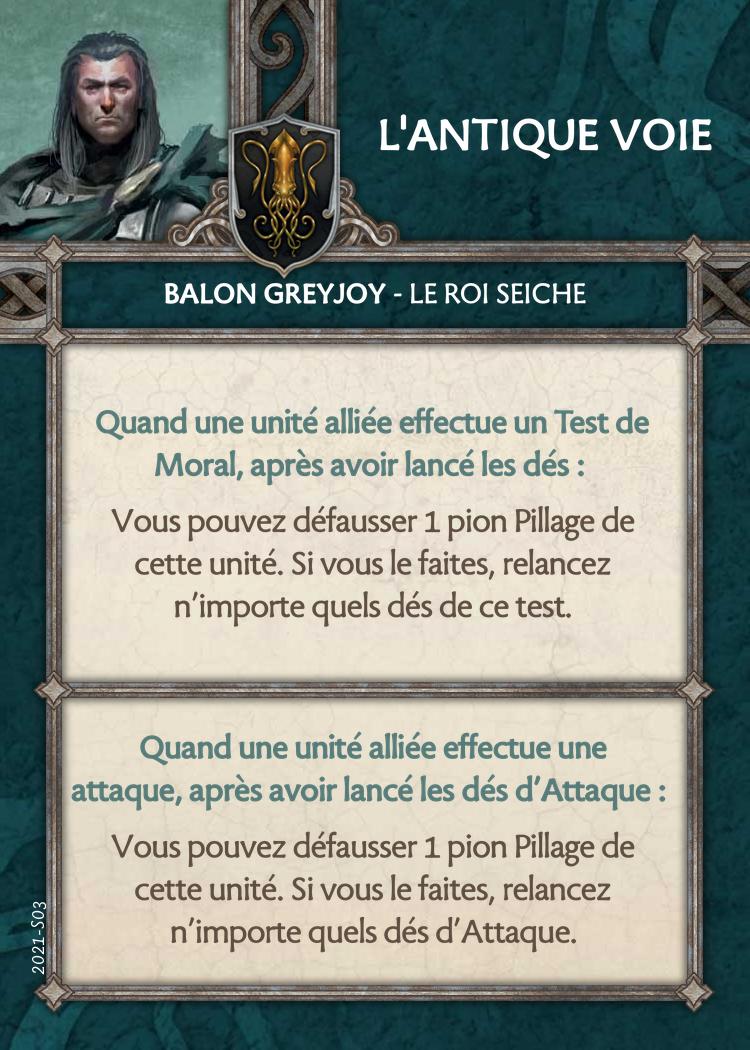 L'ANTIQUE VOIE
BALON GREYJOY - LE ROI SEICHE
Quand une unité alliée effectue un Test de
Moral, après avoir lancé les dés :
Vous pouvez défausser 1 pion Pillage de
cette unité. Si vous le faites, relancez
n'importe quels dés de ce test.
Quand une unité alliée effectue une
attaque, après avoir lancé les dés d'Attaque :
Vous pouvez défausser 1 pion Pillage de
cette unité. Si vous le faites, relancez
n'importe quels dés d'Attaque.
2021-S03